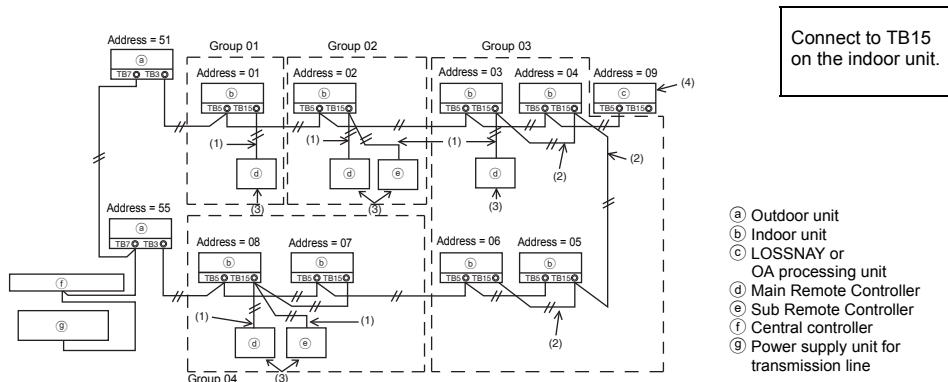 Connect to TB15
on the indoor unit.
Group 01
Group 02
Group 03
Address = 51
Address = 01
Address = 02
Address = 03
Address = 04
Address = 09
ⓐ
ⓑ
ⓑ
ⓑ
ⓑ
ⓒ
(4)
TB7 TB3
TB5 TB15
TB5 TB15
TB5 TB15
TB5 TB15
TB5 TB15
(1)
(1)
(1)
(2)
(2)
ⓓ
ⓓ
ⓔ
ⓓ
(3)
(3)
(3)
Address = 55
Address = 08
Address = 07
Address = 06
Address = 05
ⓐ
ⓑ
ⓑ
ⓑ
ⓑ
TB7 TB3
TB5 TB15
TB5 TB15
TB5 TB15
TB5 TB15
ⓕ
ⓖ
(1)
(1)
(2)
ⓓ
ⓔ
(3)
Group 04
ⓐ Outdoor unit
ⓑ Indoor unit
ⓒ LOSSNAY or
OA processing unit
ⓓ Main Remote Controller
ⓔ Sub Remote Controller
ⓕ Central controller
ⓖ Power supply unit for
transmission line